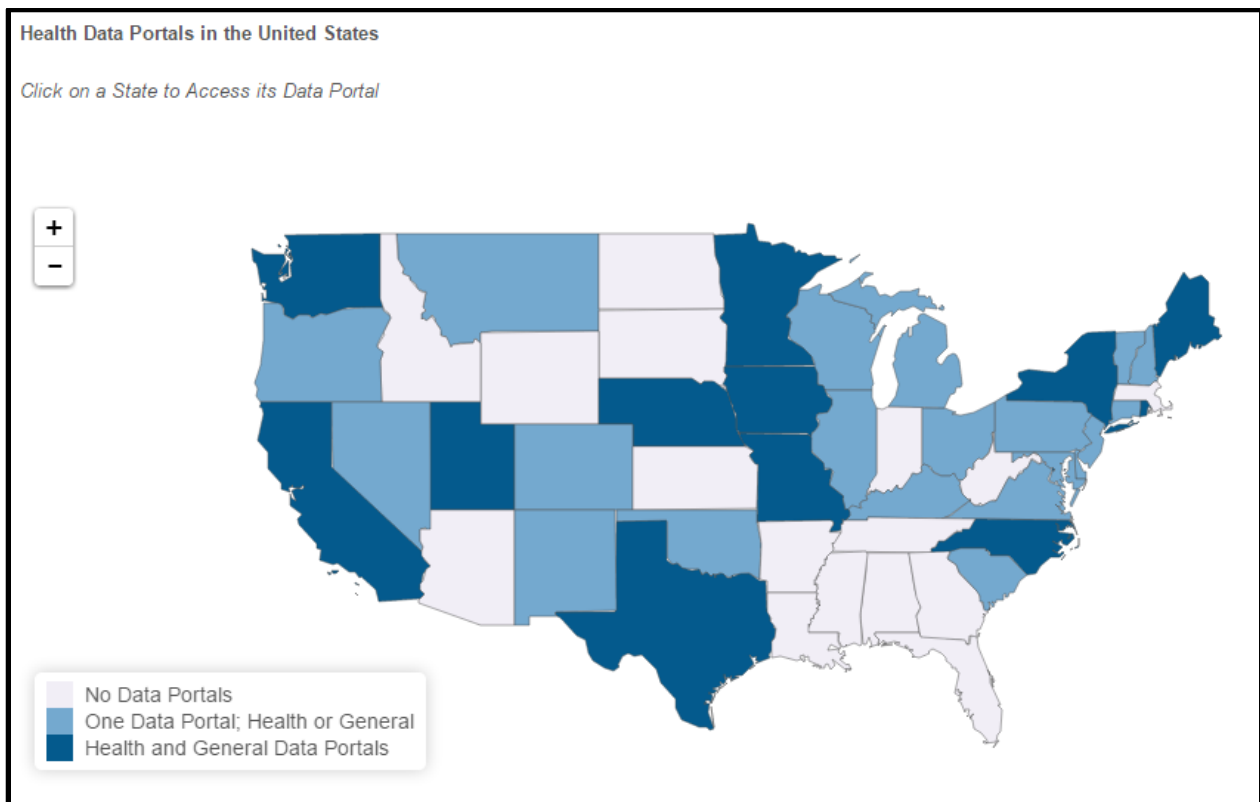 Health Data Portals in the United States
Click on a State to Access its Data Portal
+
−
No Data Portals
One Data Portal; Health or General
Health and General Data Portals